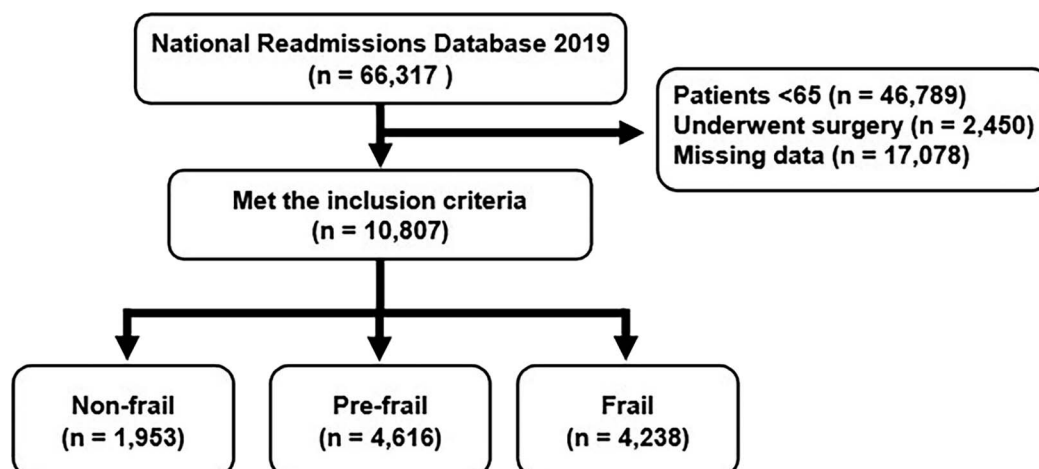 National Readmissions Database 2019
(n = 66,317 )
Patients <65 (n = 46,789)
Underwent surgery (n = 2,450)
Missing data (n = 17,078)
Met the inclusion criteria
(n = 10,807)
Non-frail
(n = 1,953)
Pre-frail
(n = 4,616)
Frail
(n = 4,238)